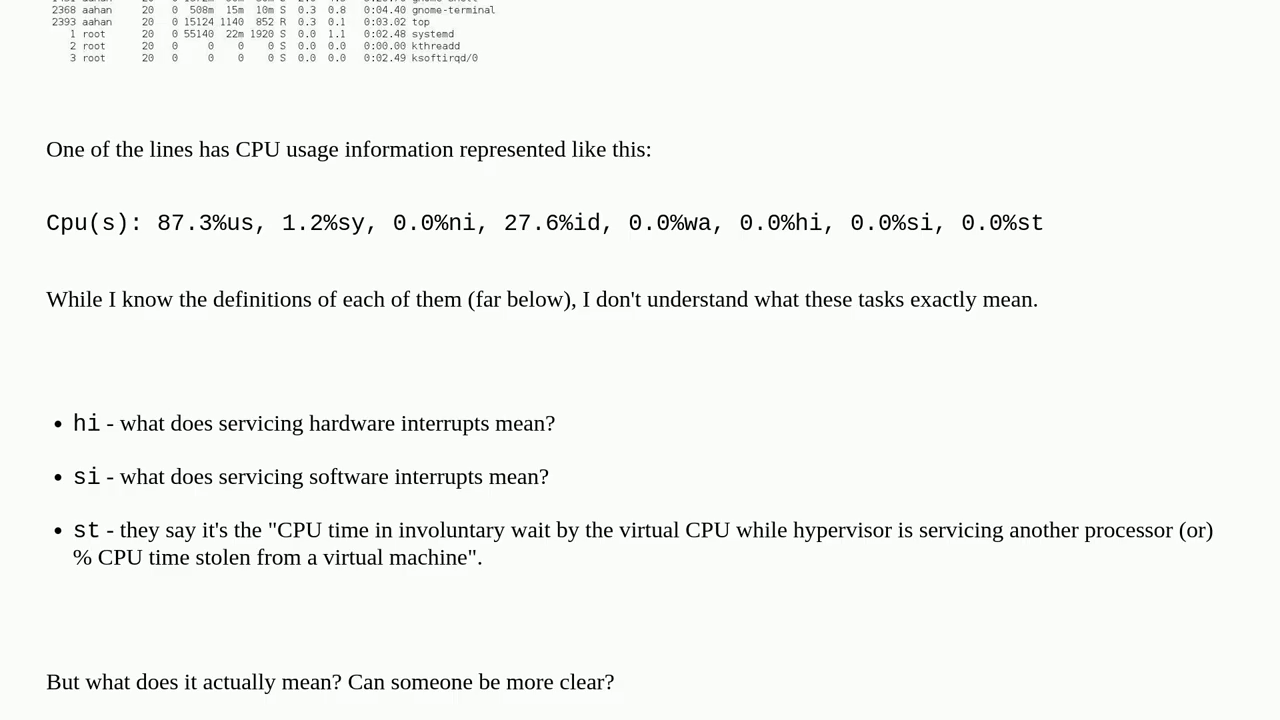 2368 aahan 20 0 508m 15m 10m S 0.3 0.8 0:04.40 gnome-terminal
2393 aahan 20 0 15124 1140 852 R 0.3 0.1 0:03.02 top
1 root 20 0 55140 22m 1920 S 0.0 1.1 0:02.48 systemd
2 root 20 0 0 0 0 S 0.0 0.0 0:00.00 kthreadd
3 root 20 0 0 0 0 S 0.0 0.0 0:02.49 ksoftirqd/0
One of the lines has CPU usage information represented like this:
Cpu(s): 87.3%us, 1.2%sy, 0.0%ni, 27.6%id, 0.0%wa, 0.0%hi, 0.0%si, 0.0%st
While I know the definitions of each of them (far below), I don't understand what these tasks exactly mean.
• hi - what does servicing hardware interrupts mean?
• si - what does servicing software interrupts mean?
• st - they say it's the "CPU time in involuntary wait by the virtual CPU while hypervisor is servicing another processor (or)
% CPU time stolen from a virtual machine".
But what does it actually mean? Can someone be more clear?